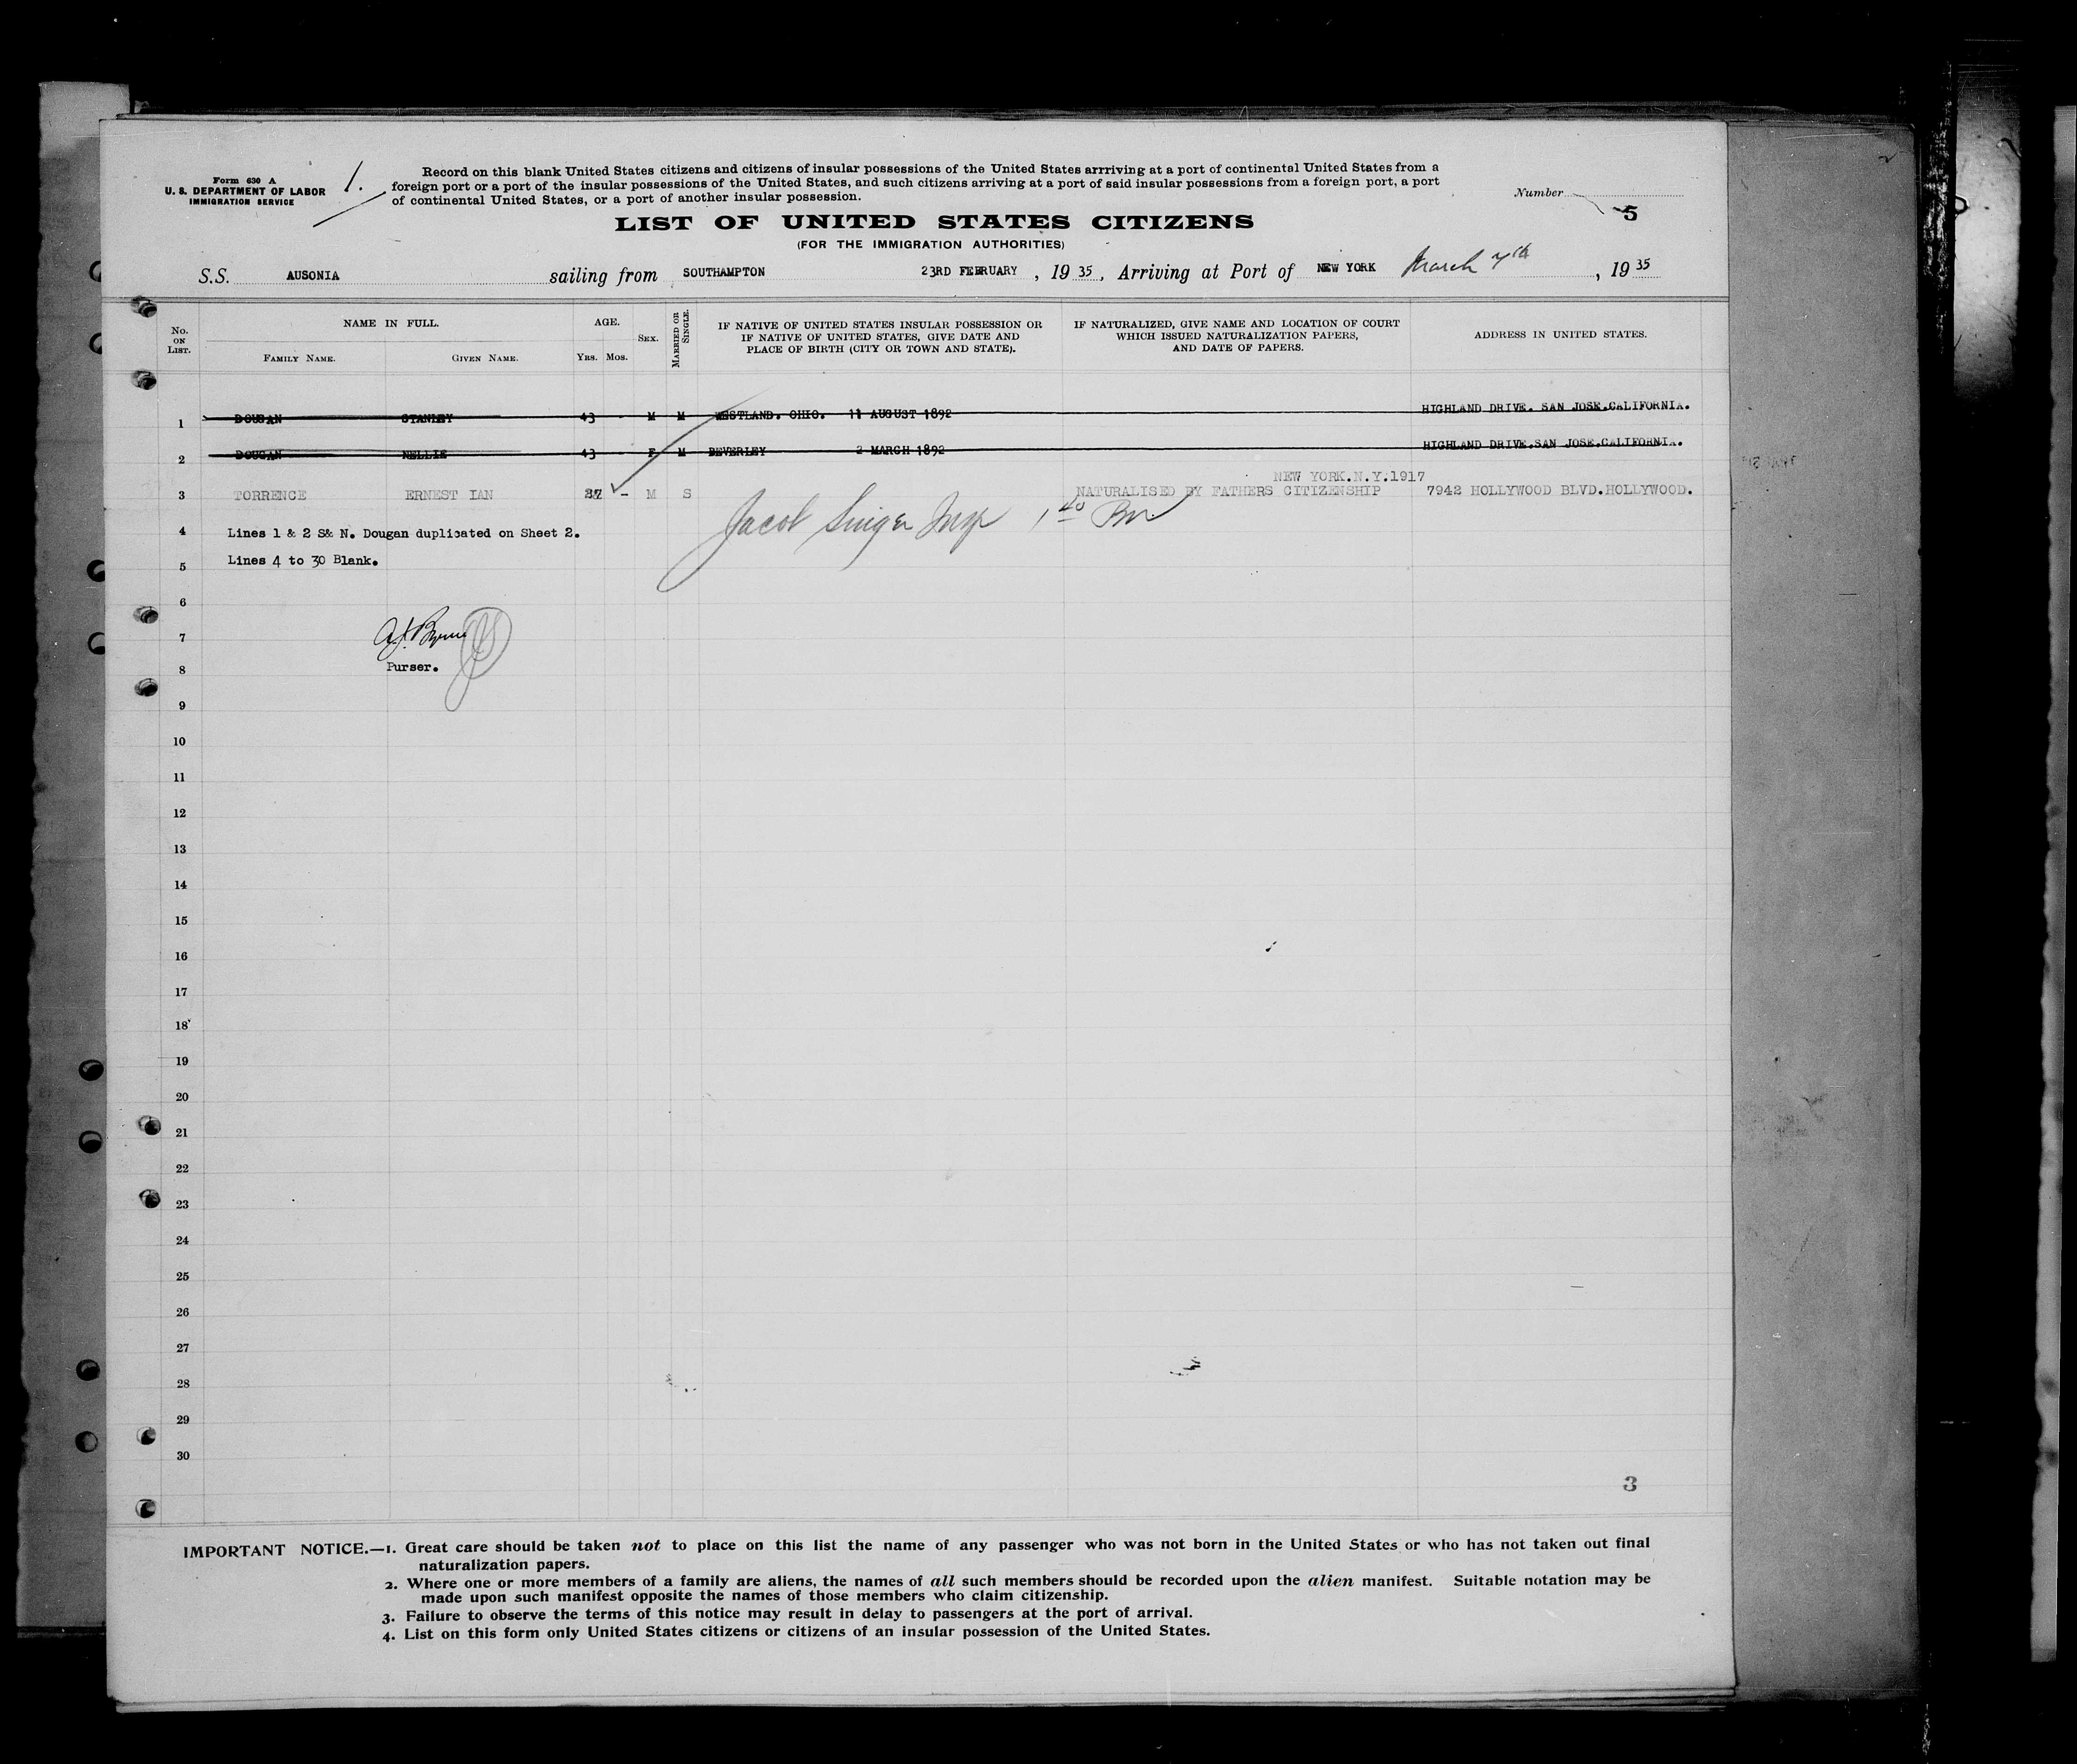 Form 630 A
U. S. DEPARTMENT OF LABOR
IMMIGRATION SERVICE
1.
Record on this blank United States citizens and citizens of insular possessions of the United States arrriving at a port of continental United States from a
foreign port or a port of the insular possessions of the United States, and such citizens arriving at a port of said insular possessions from a foreign port, a port
of continental United States, or a port of another insular possession.
Number
5
LIST OF UNITED STATES CITIZENS
(FOR THE IMMIGRATION AUTHORITIES)
S.S. AUSONIA sailing from SOUTHAMPTON 23RD FEBRUARY , 19 35 , Arriving at Port of NEW YORK March 7th , 19 35
No. ON LIST.
NAME IN FULL.
FAMILY NAME. GIVEN NAME.
AGE.
YRS. MOS.
SEX.
MARRIED OR SINGLE.
IF NATIVE OF UNITED STATES INSULAR POSSESSION OR
IF NATIVE OF UNITED STATES, GIVE DATE AND
PLACE OF BIRTH (CITY OR TOWN AND STATE).
IF NATURALIZED, GIVE NAME AND LOCATION OF COURT
WHICH ISSUED NATURALIZATION PAPERS,
AND DATE OF PAPERS.
ADDRESS IN UNITED STATES.
1 DOUGAN STANLEY 43 M M WESTLAND. OHIO. 11 AUGUST 1892 HIGHLAND DRIVE. SAN JOSE.CALIFORNIA.
2 DOUGAN NELLIE 43 F M BEVERLEY 2 MARCH 1892 HIGHLAND DRIVE.SAN JOSE.CALIFORNIA.
NEW YORK.N.Y.1917
3 TORRENCE ERNEST IAN 27 - M S NATURALISED BY FATHERS CITIZENSHIP 7942 HOLLYWOOD BLVD.HOLLYWOOD.
Jacob Singer Insp
4 Lines 1 & 2 S& N. Dougan duplicated on Sheet 2.
5 Lines 4 to 30 Blank.
6
7 Byrne
8 Purser.
9
10
11
12
13
14
15
16
17
18
19
20
21
22
23
24
25
26
27
28
29
30
3
IMPORTANT NOTICE.—1. Great care should be taken not to place on this list the name of any passenger who was not born in the United States or who has not taken out final
naturalization papers.
2. Where one or more members of a family are aliens, the names of all such members should be recorded upon the alien manifest. Suitable notation may be
made upon such manifest opposite the names of those members who claim citizenship.
3. Failure to observe the terms of this notice may result in delay to passengers at the port of arrival.
4. List on this form only United States citizens or citizens of an insular possession of the United States.